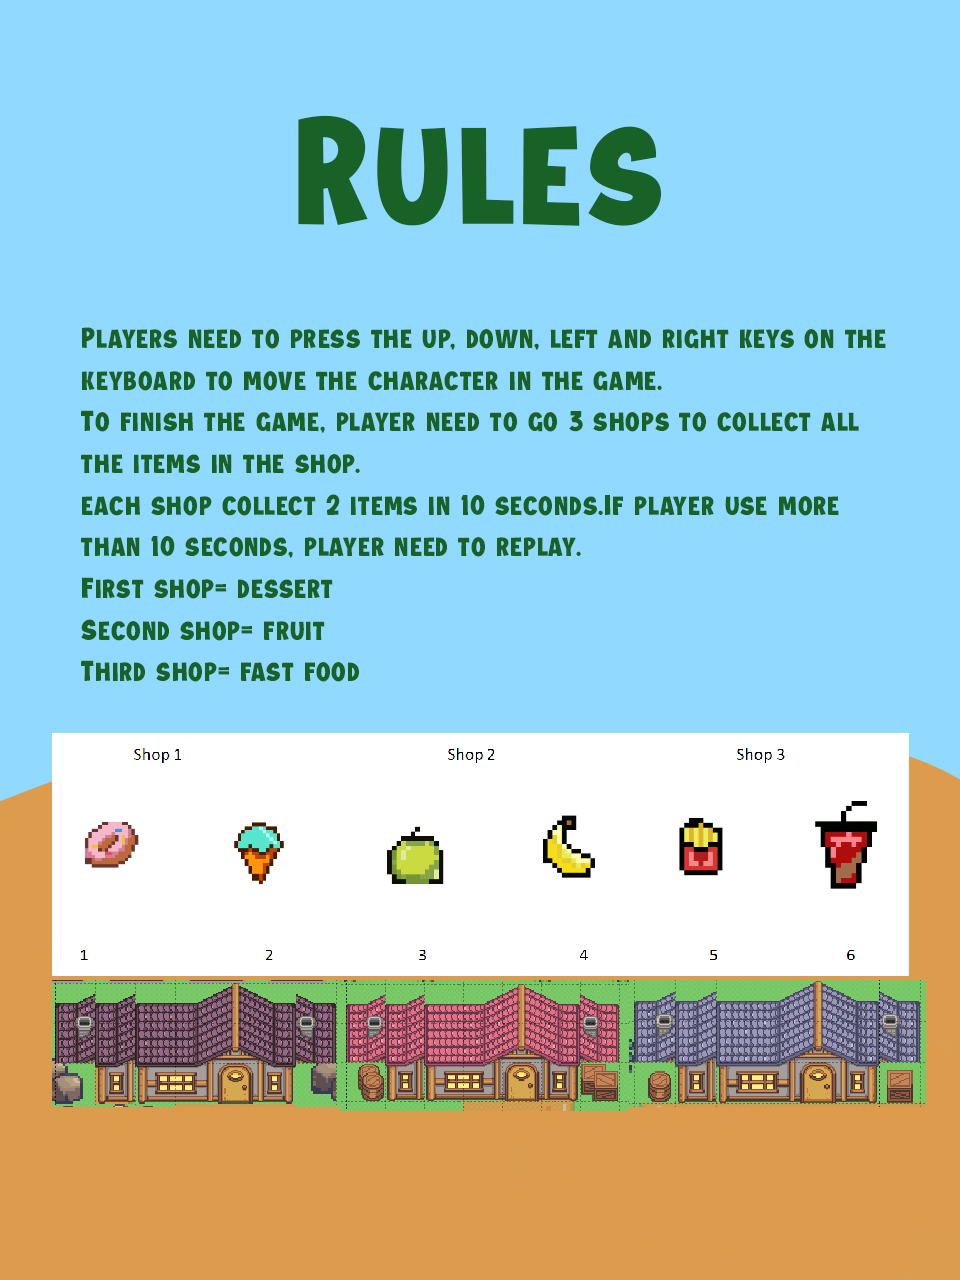 Rules
Players need to press the up, down, left and right keys on the
keyboard to move the character in the game.
To finish the game, player need to go 3 shops to collect all
the items in the shop.
each shop collect 2 items in 10 seconds.If player use more
than 10 seconds, player need to replay.
First shop= dessert
Second shop= fruit
Third shop= fast food
Shop 1 Shop 2 Shop 3
1 2 3 4 5 6